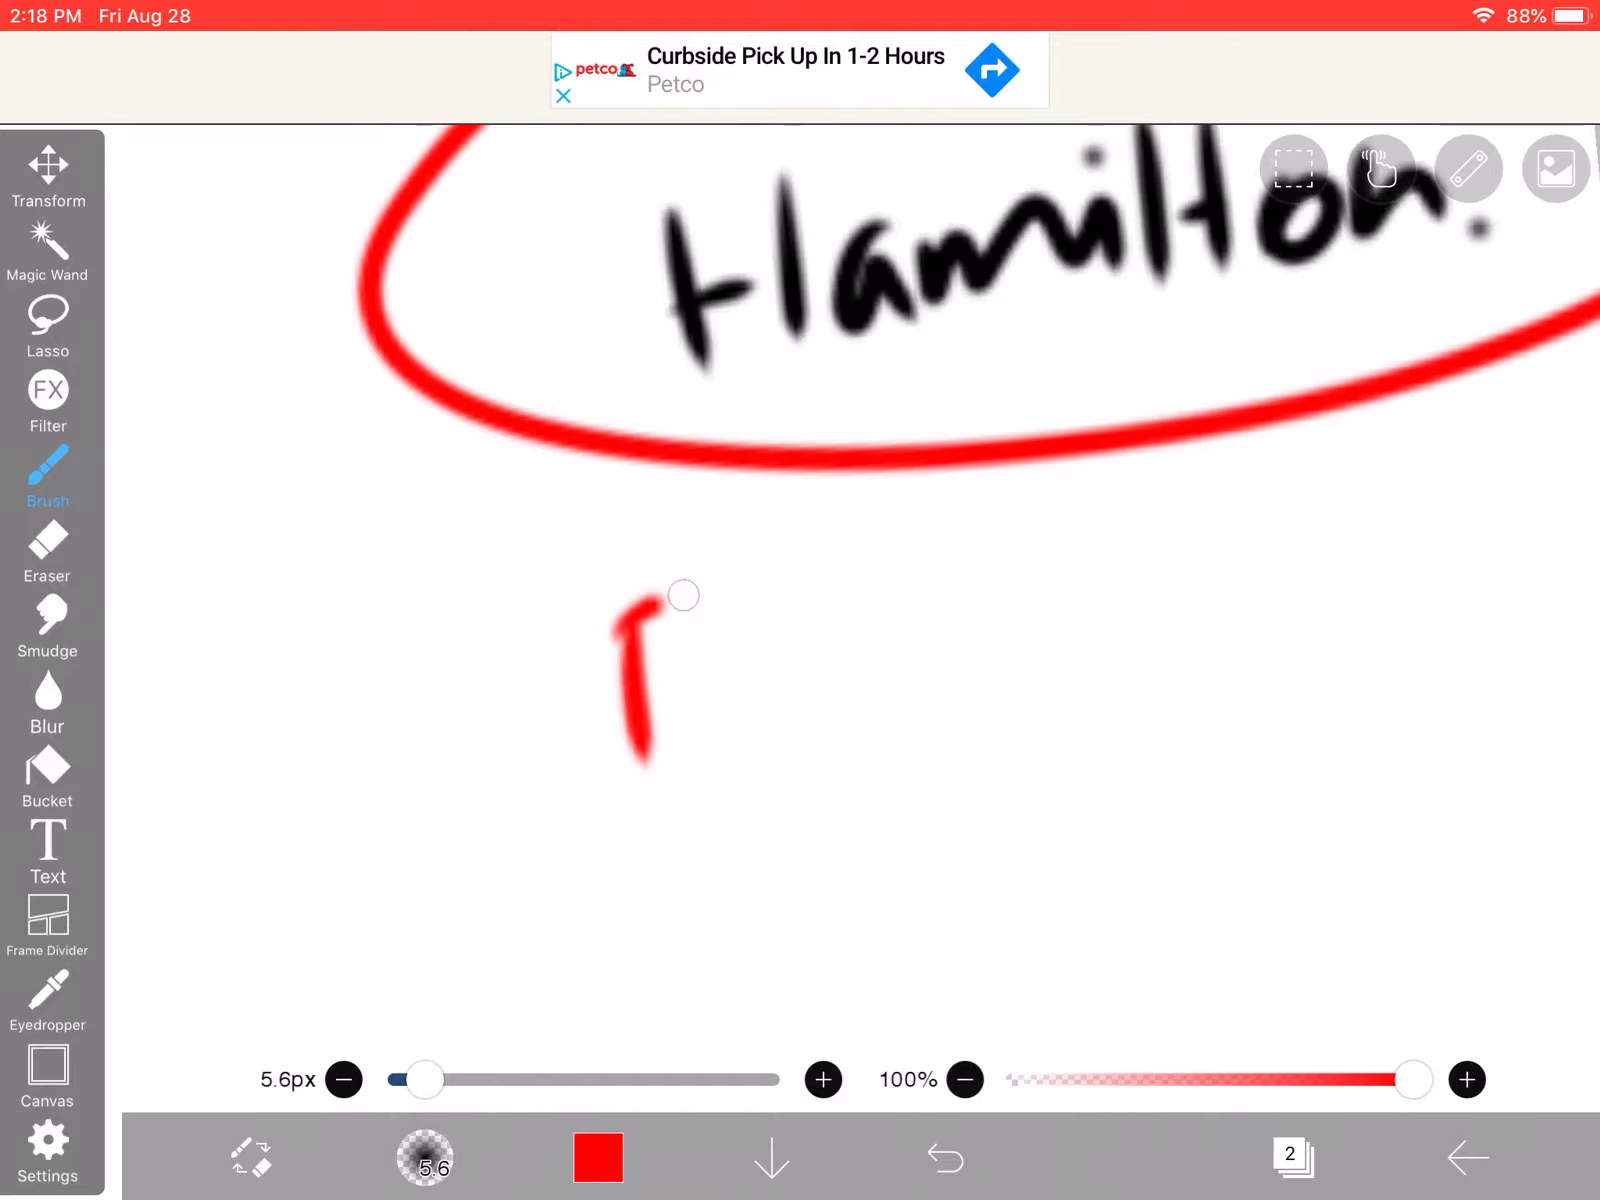 2:18 PM Fri Aug 28 88%
petco Curbside Pick Up In 1-2 Hours
Petco
Hamilton.
Transform
Magic Wand
Lasso
FX
Filter
Brush
Eraser
Smudge
Blur
Bucket
T
Text
Frame Divider
Eyedropper
Canvas
Settings
5.6px 100%
5.6 2